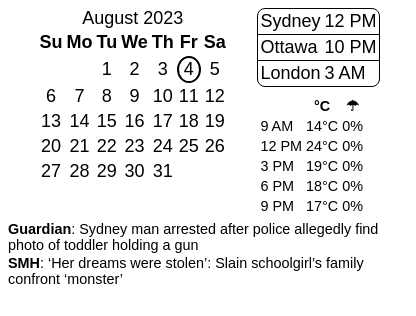 August 2023
Su Mo Tu We Th Fr Sa
1 2 3 4 5
6 7 8 9 10 11 12
13 14 15 16 17 18 19
20 21 22 23 24 25 26
27 28 29 30 31
Sydney 12 PM
Ottawa 10 PM
London 3 AM
°C ☂
9 AM 14°C 0%
12 PM 24°C 0%
3 PM 19°C 0%
6 PM 18°C 0%
9 PM 17°C 0%
Guardian: Sydney man arrested after police allegedly find
photo of toddler holding a gun
SMH: ‘Her dreams were stolen’: Slain schoolgirl’s family
confront ‘monster’